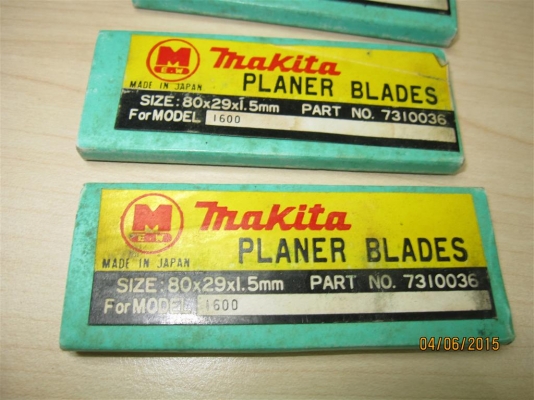 M
E.W
Makita
PLANER BLADES
MADE IN JAPAN
SIZE: 80x29x1.5mm PART NO. 7310036
For MODEL 1600
M
E.W
Makita
PLANER BLADES
MADE IN JAPAN
SIZE: 80x29x1.5mm PART NO. 7310036
For MODEL 1600
04/06/2015